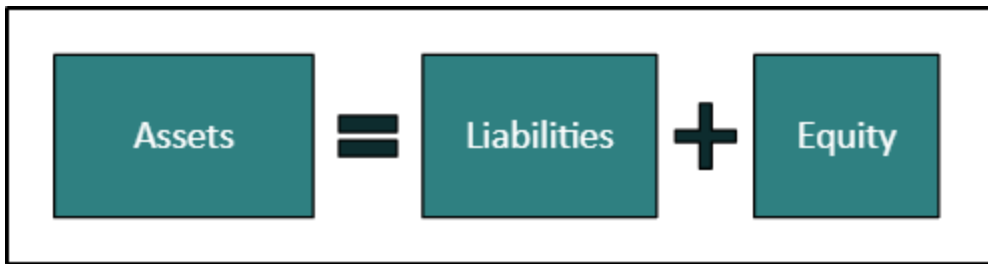 Assets = Liabilities + Equity